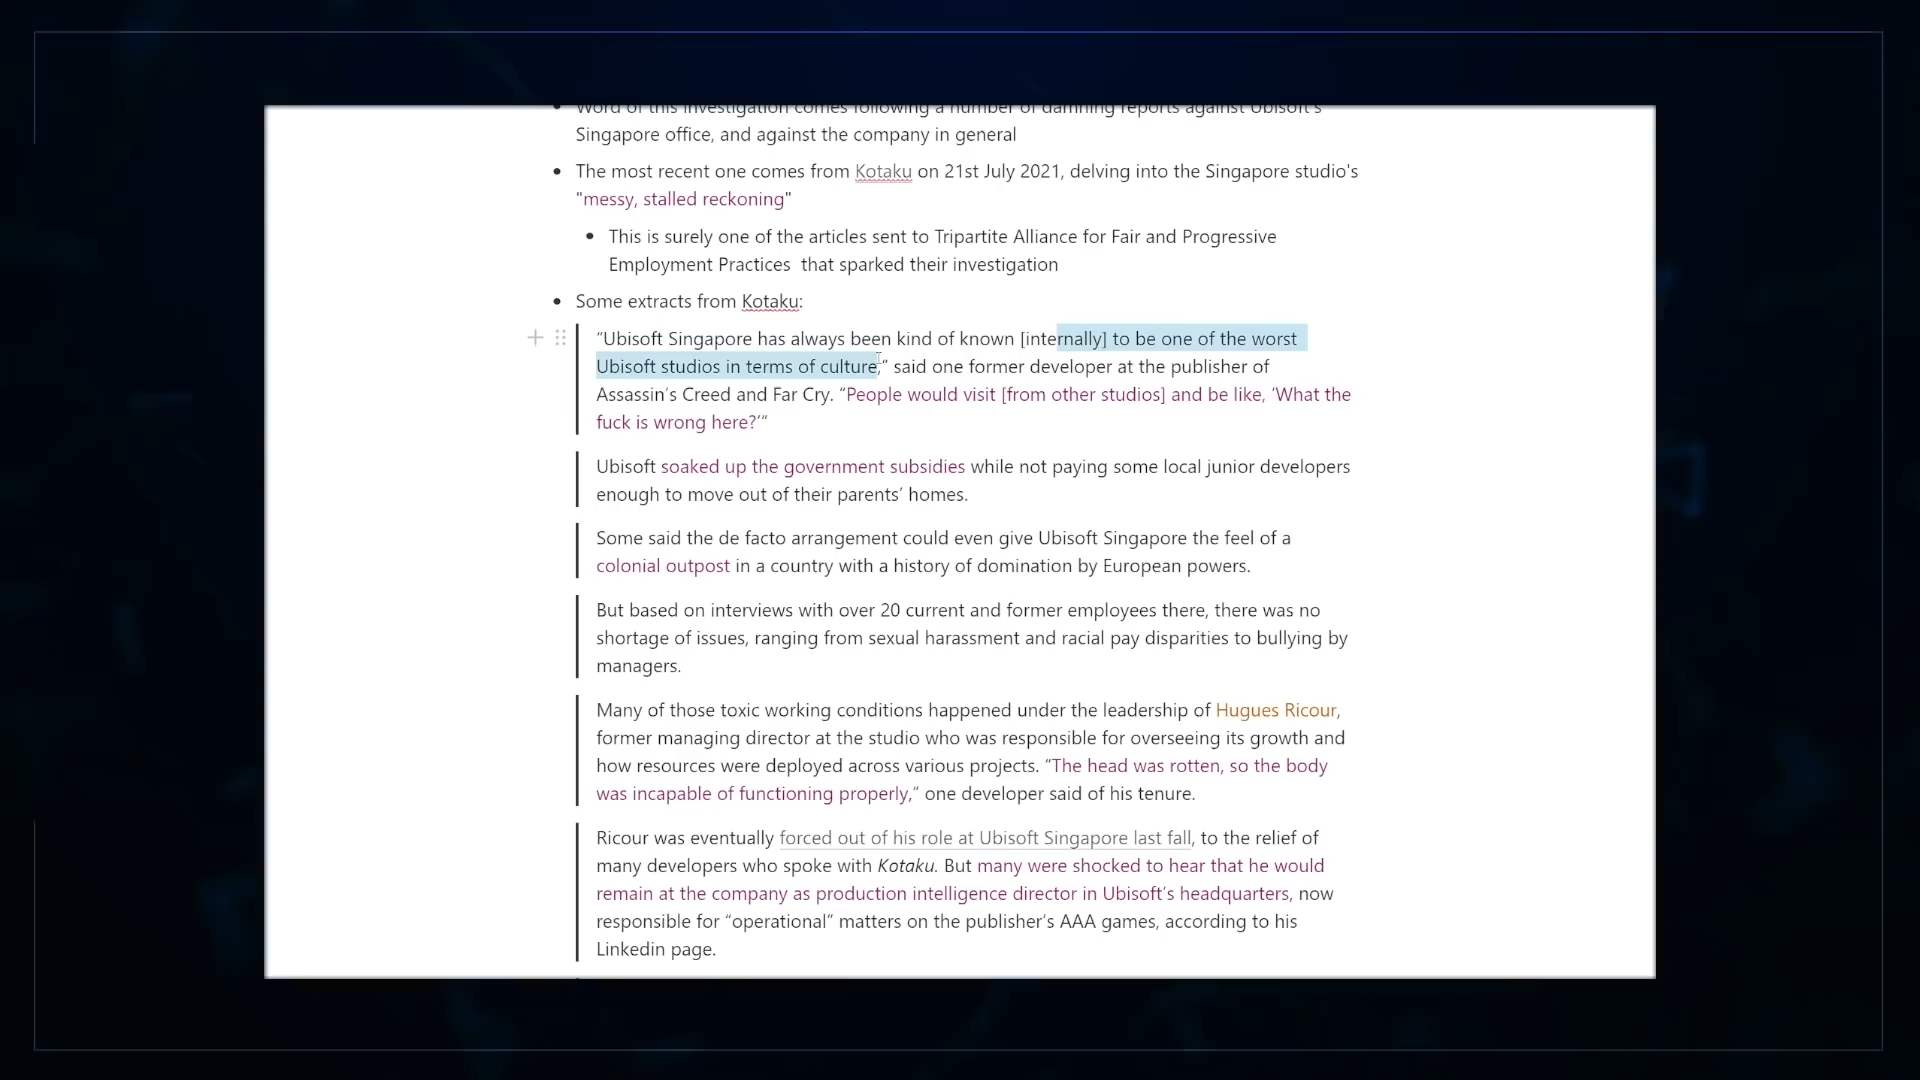 Word of this investigation comes following a number of damning reports against Ubisoft's
Singapore office, and against the company in general
The most recent one comes from Kotaku on 21st July 2021, delving into the Singapore studio's
"messy, stalled reckoning"
This is surely one of the articles sent to Tripartite Alliance for Fair and Progressive
Employment Practices  that sparked their investigation
Some extracts from Kotaku:
“Ubisoft Singapore has always been kind of known [internally] to be one of the worst
Ubisoft studios in terms of culture,” said one former developer at the publisher of
Assassin’s Creed and Far Cry. “People would visit [from other studios] and be like, ‘What the
fuck is wrong here?’“
Ubisoft soaked up the government subsidies while not paying some local junior developers
enough to move out of their parents’ homes.
Some said the de facto arrangement could even give Ubisoft Singapore the feel of a
colonial outpost in a country with a history of domination by European powers.
But based on interviews with over 20 current and former employees there, there was no
shortage of issues, ranging from sexual harassment and racial pay disparities to bullying by
managers.
Many of those toxic working conditions happened under the leadership of Hugues Ricour,
former managing director at the studio who was responsible for overseeing its growth and
how resources were deployed across various projects. “The head was rotten, so the body
was incapable of functioning properly,” one developer said of his tenure.
Ricour was eventually forced out of his role at Ubisoft Singapore last fall, to the relief of
many developers who spoke with Kotaku. But many were shocked to hear that he would
remain at the company as production intelligence director in Ubisoft’s headquarters, now
responsible for “operational” matters on the publisher’s AAA games, according to his
Linkedin page.